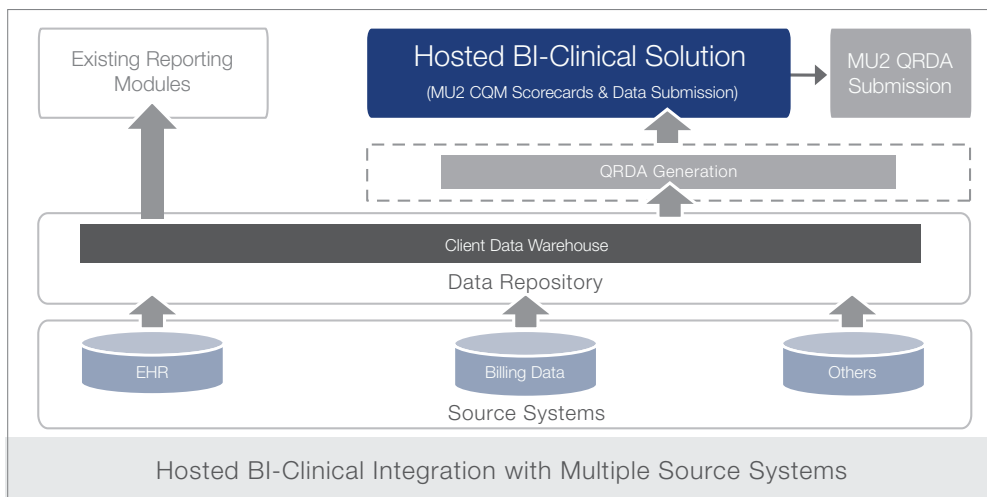 Existing Reporting
Modules
Hosted BI-Clinical Solution
(MU2 CQM Scorecards & Data Submission)
MU2 QRDA
Submission
QRDA Generation
Client Data Warehouse
Data Repository
EHR
Billing Data
Others
Source Systems
Hosted BI-Clinical Integration with Multiple Source Systems